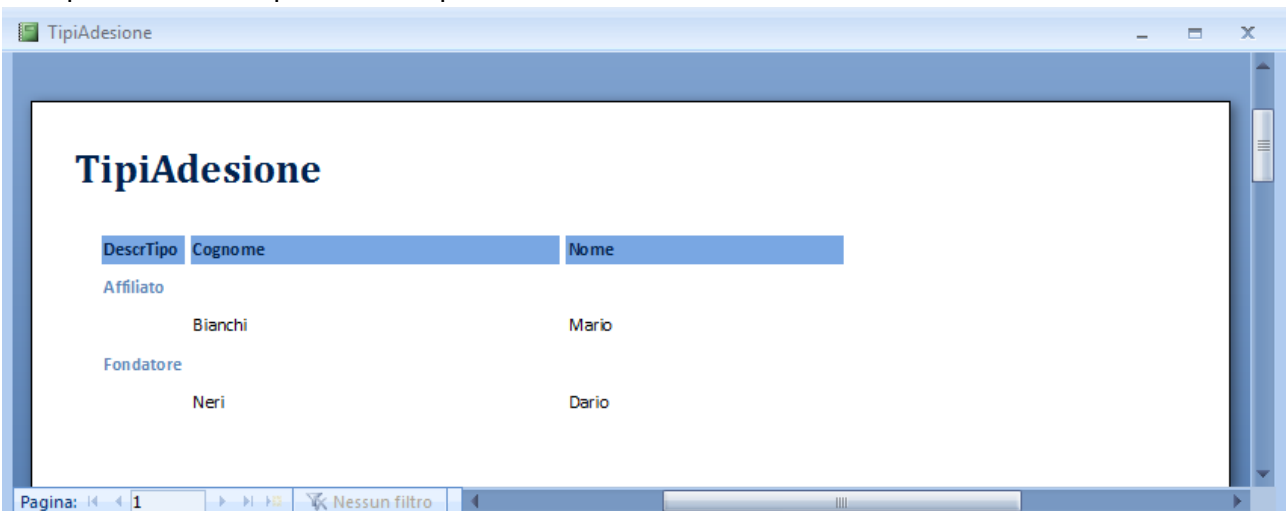 TipiAdesione
TipiAdesione
DescrTipo Cognome Nome
Affiliato
Bianchi Mario
Fondatore
Neri Dario
Pagina: 1 Nessun filtro